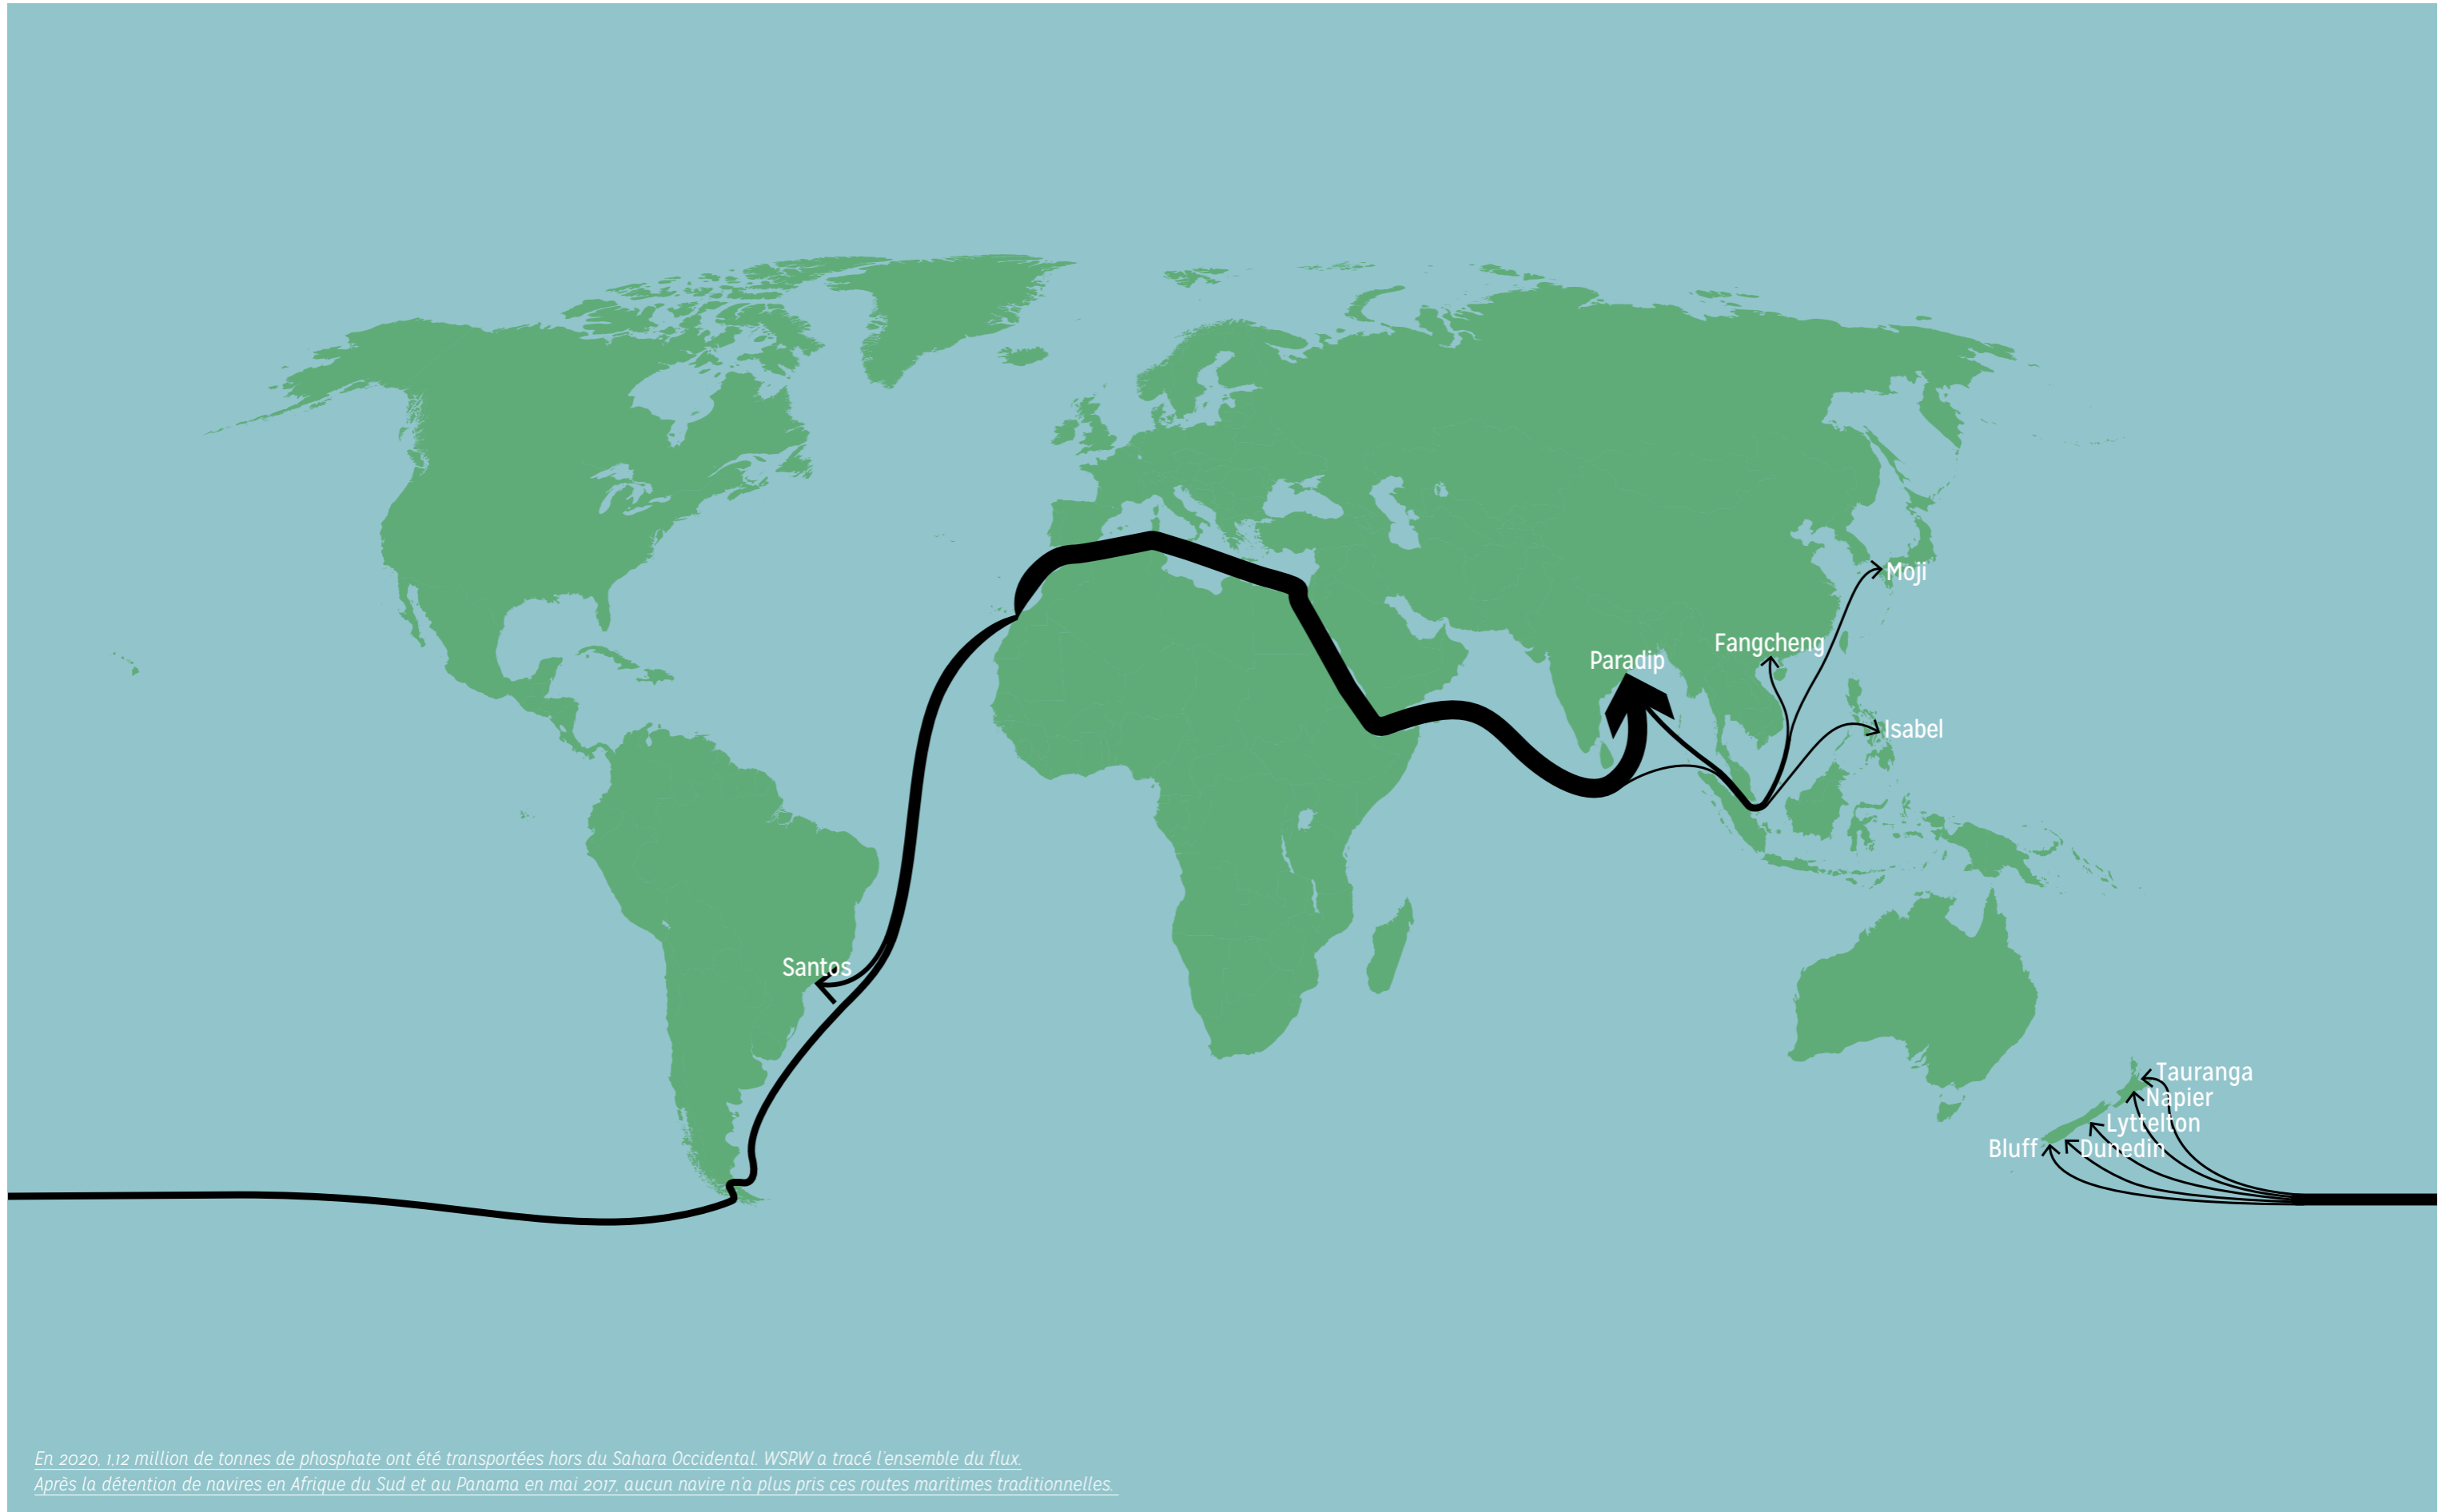 Moji
Fangcheng
Paradip
Isabel
Santos
Tauranga
Napier
Lyttelton
Bluff
Dunedin
En 2020, 1,12 million de tonnes de phosphate ont été transportées hors du Sahara Occidental. WSRW a tracé l'ensemble du flux.
Après la détention de navires en Afrique du Sud et au Panama en mai 2017, aucun navire n'a plus pris ces routes maritimes traditionnelles.